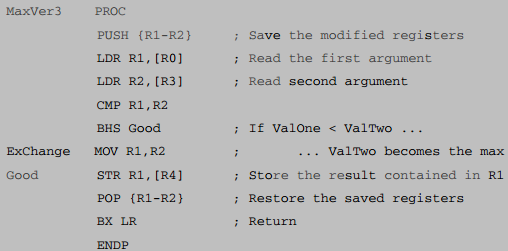 MaxVer3 PROC
PUSH {R1-R2} ; Save the modified registers
LDR R1,[R0] ; Read the first argument
LDR R2,[R3] ; Read second argument
CMP R1,R2
BHS Good ; If ValOne < ValTwo ...
ExChange MOV R1,R2 ; ... ValTwo becomes the max
Good STR R1,[R4] ; Store the result contained in R1
POP {R1-R2} ; Restore the saved registers
BX LR ; Return
ENDP